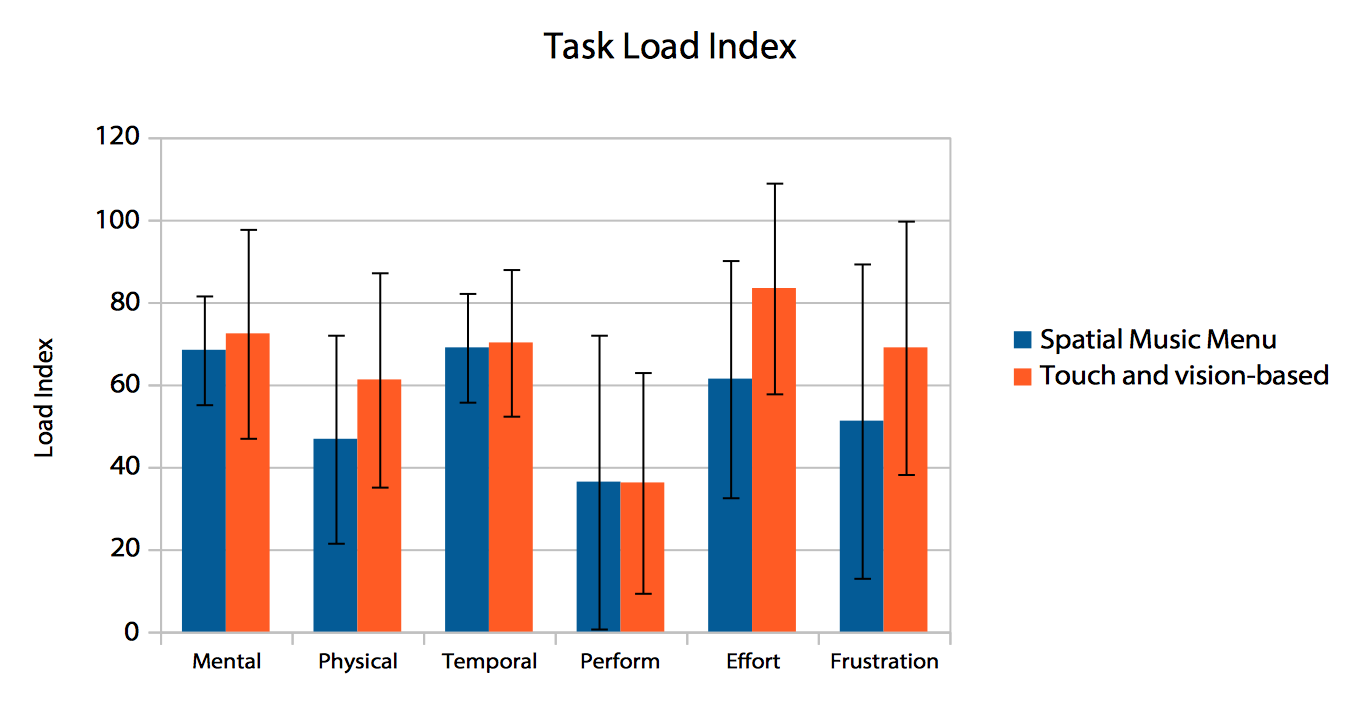 Task Load Index
120
100
80
60
40
20
0
Load Index
Mental Physical Temporal Perform Effort Frustration
Spatial Music Menu
Touch and vision-based